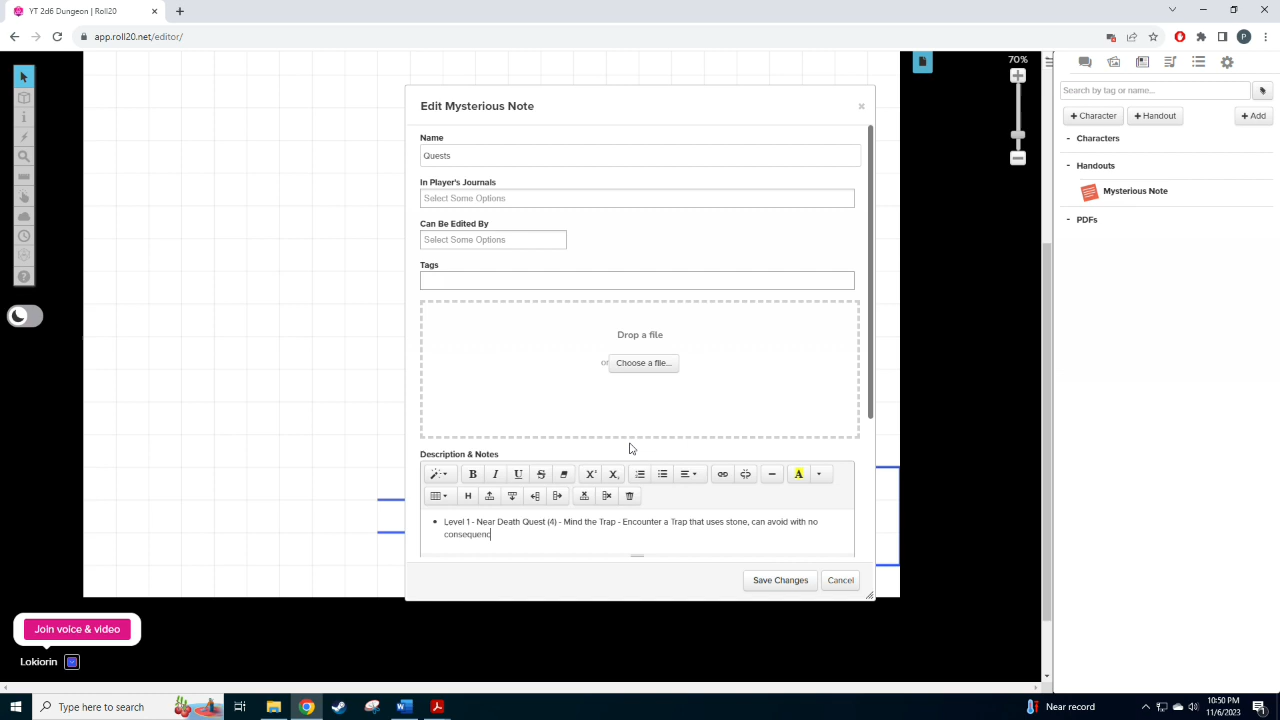 YT 2d6 Dungeon | Roll20
app.roll20.net/editor/
P
70%
Search by tag or name...
+ Character
+ Handout
+ Add
Characters
Handouts
Mysterious Note
PDFs
Edit Mysterious Note
Name
Quests
In Player's Journals
Select Some Options
Can Be Edited By
Select Some Options
Tags
Drop a file
or Choose a file...
Description & Notes
B I U S X² X, A
H
• Level 1 - Near Death Quest (4) - Mind the Trap - Encounter a Trap that uses stone, can avoid with no
consequenc
Save Changes
Cancel
Join voice & video
Lokiorin
Type here to search
Near record
10:50 PM
11/6/2023
1